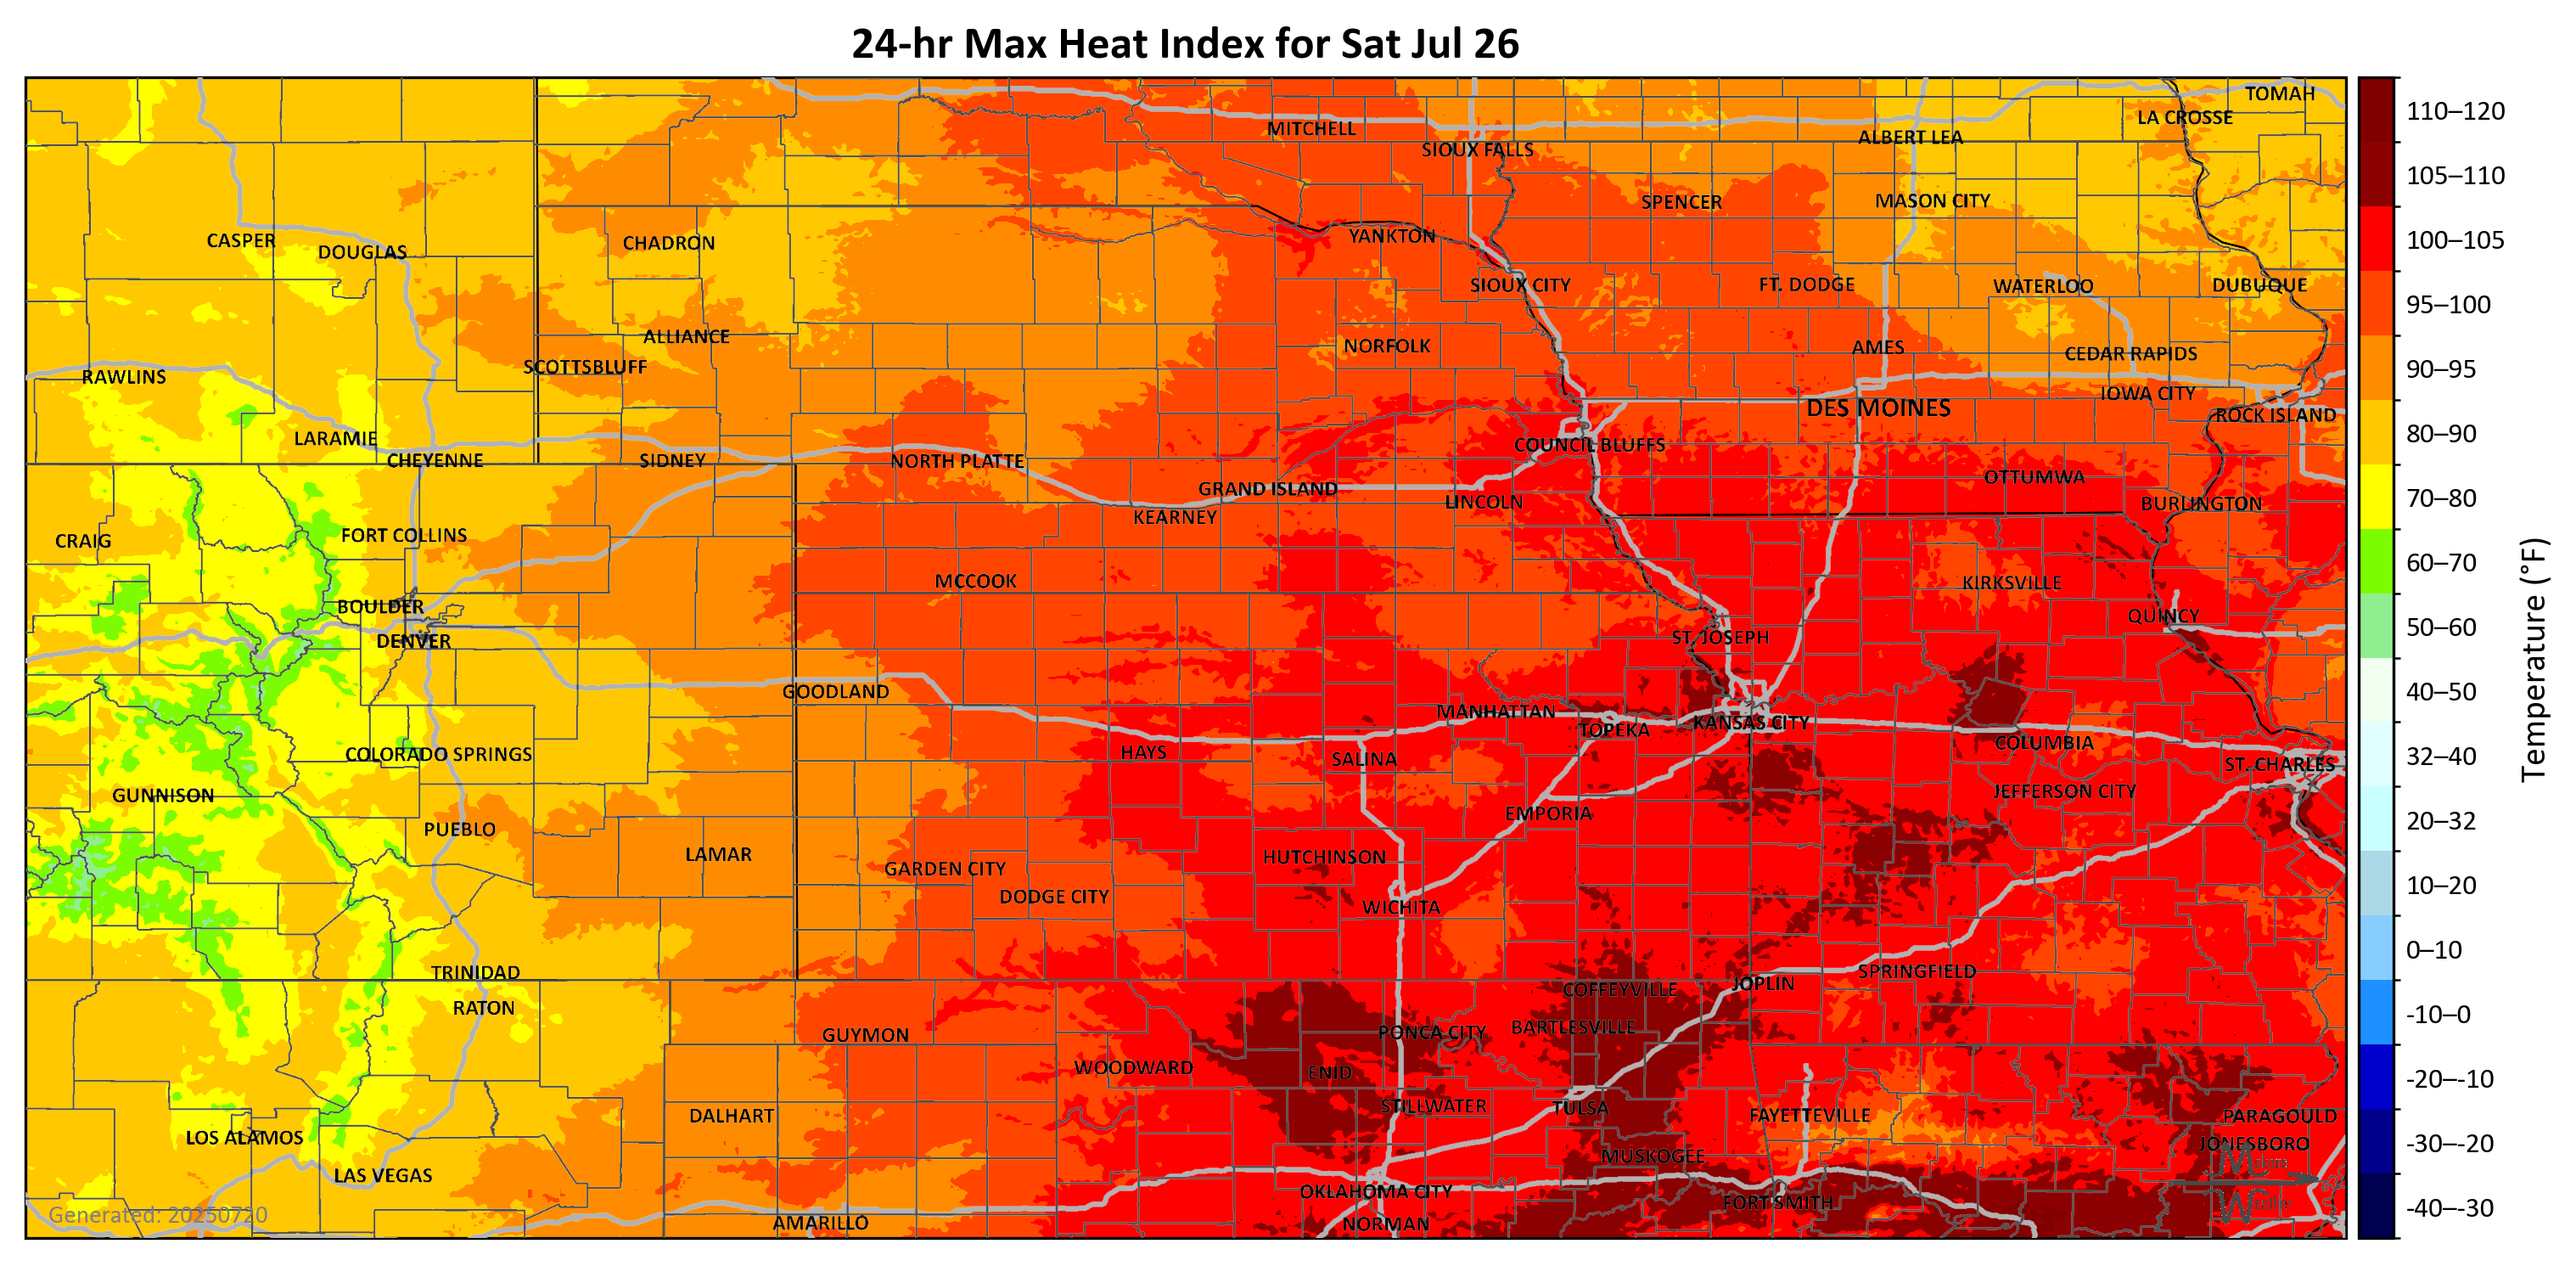 24-hr Max Heat Index for Sat Jul 26
TOMAH
LA CROSSE
MITCHELL
ALBERT LEA
SIOUX FALLS
SPENCER
MASON CITY
YANKTON
CASPER
CHADRON
DOUGLAS
SIOUX CITY
FT. DODGE
WATERLOO
DUBUQUE
ALLIANCE
NORFOLK
AMES
CEDAR RAPIDS
SCOTTSBLUFF
RAWLINS
IOWA CITY
DES MOINES
ROCK ISLAND
LARAMIE
COUNCIL BLUFFS
CHEYENNE
SIDNEY
NORTH PLATTE
OTTUMWA
GRAND ISLAND
LINCOLN
BURLINGTON
KEARNEY
FORT COLLINS
CRAIG
MCCOOK
KIRKSVILLE
BOULDER
QUINCY
DENVER
ST. JOSEPH
GOODLAND
MANHATTAN
KANSAS CITY
TOPEKA
COLUMBIA
COLORADO SPRINGS
HAYS
SALINA
ST. CHARLES
GUNNISON
JEFFERSON CITY
EMPORIA
PUEBLO
LAMAR
HUTCHINSON
GARDEN CITY
DODGE CITY
WICHITA
TRINIDAD
SPRINGFIELD
JOPLIN
COFFEYVILLE
RATON
BARTLESVILLE
GUYMON
PONCA CITY
WOODWARD
ENID
STILLWATER
TULSA
DALHART
FAYETTEVILLE
PARAGOULD
LOS ALAMOS
JONESBORO
MUSKOGEE
LAS VEGAS
OKLAHOMA CITY
FORT SMITH
AMARILLO
NORMAN
Generated: 20250720
110–120
105–110
100–105
95–100
90–95
80–90
70–80
60–70
50–60
40–50
32–40
20–32
10–20
0–10
-10–0
-20–-10
-30–-20
-40–-30
Temperature (°F)